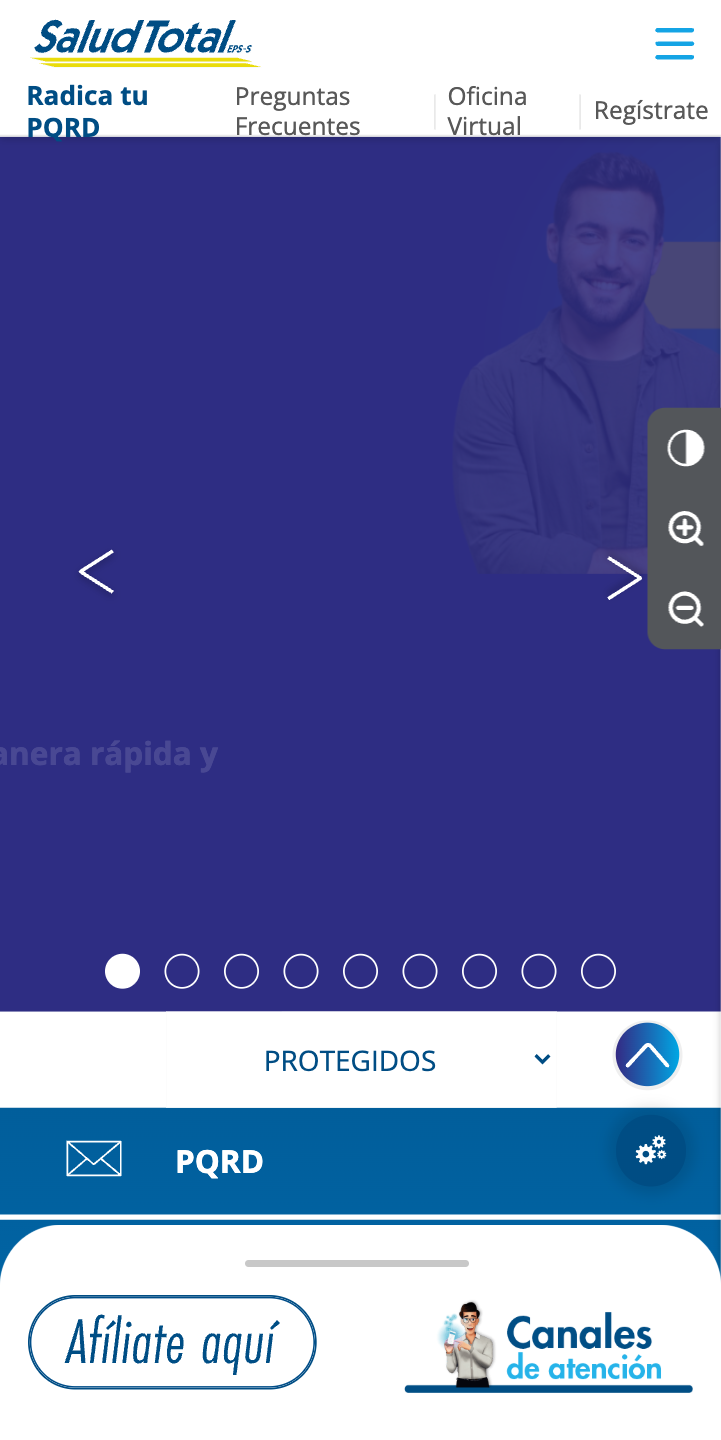 SaludTotal EPS-S
Radica tu
PQRD
Preguntas
Frecuentes
Oficina
Virtual
Regístrate
anera rápida y
PROTEGIDOS
PQRD
Afíliate aquí
Canales
de atención